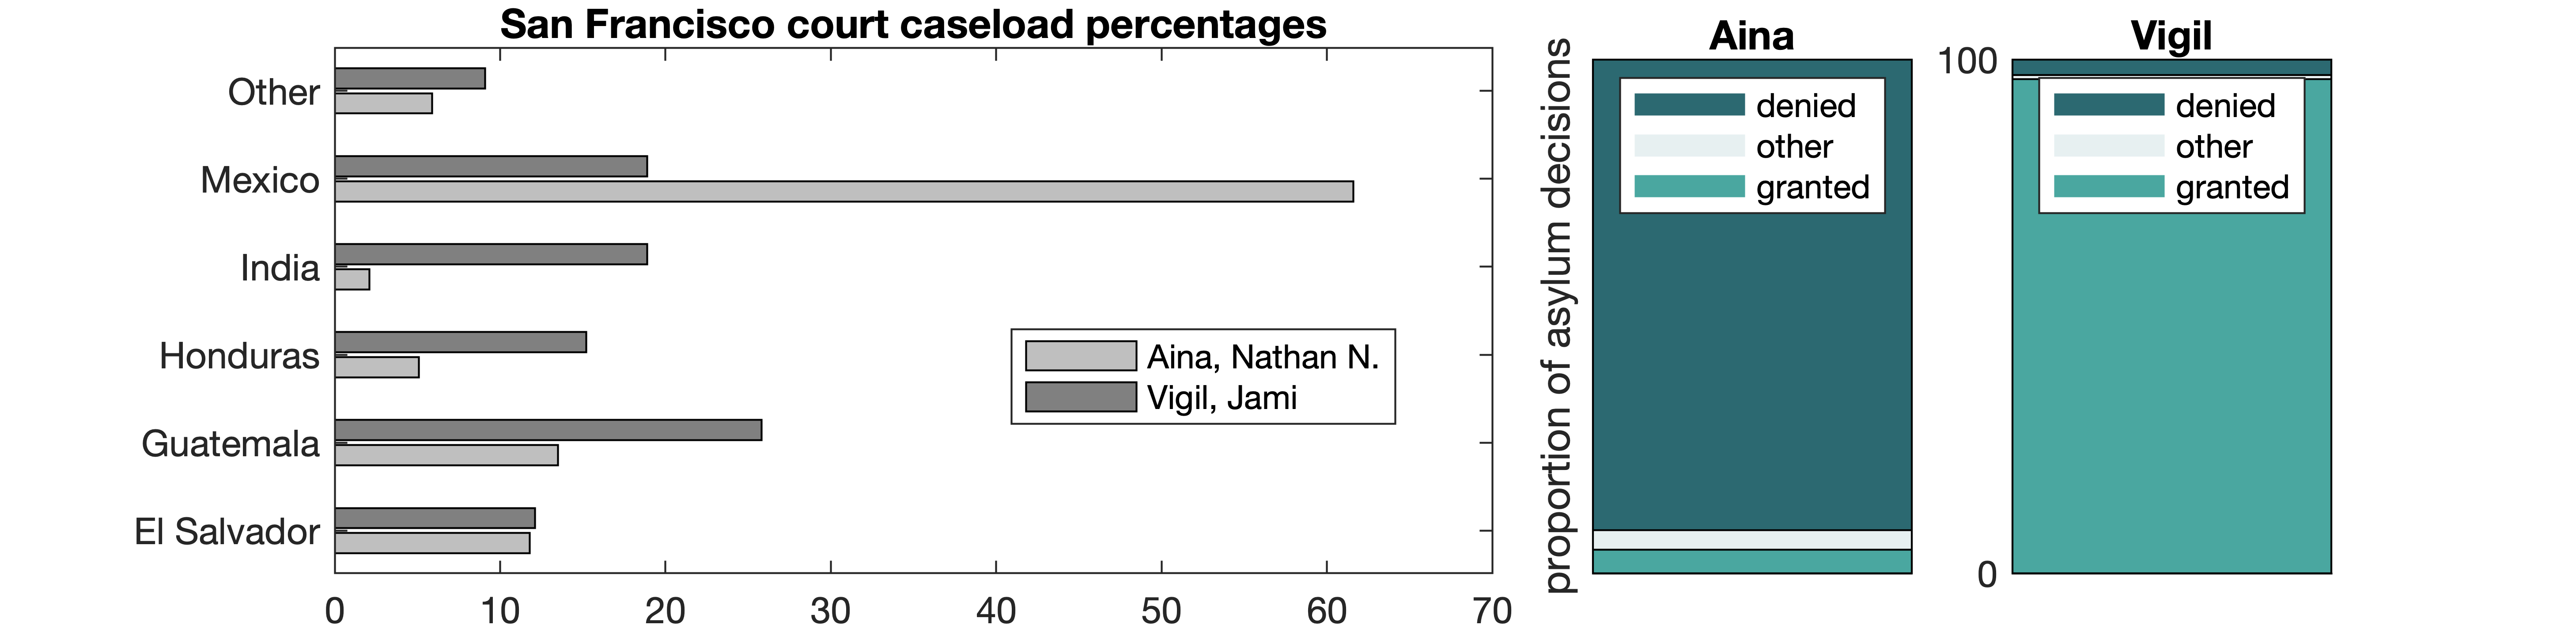 San Francisco court caseload percentages
Other
Mexico
India
Honduras
Guatemala
El Salvador
0 10 20 30 40 50 60 70
Aina, Nathan N.
Vigil, Jami
proportion of asylum decisions
Aina
denied
other
granted
Vigil
100
0
denied
other
granted